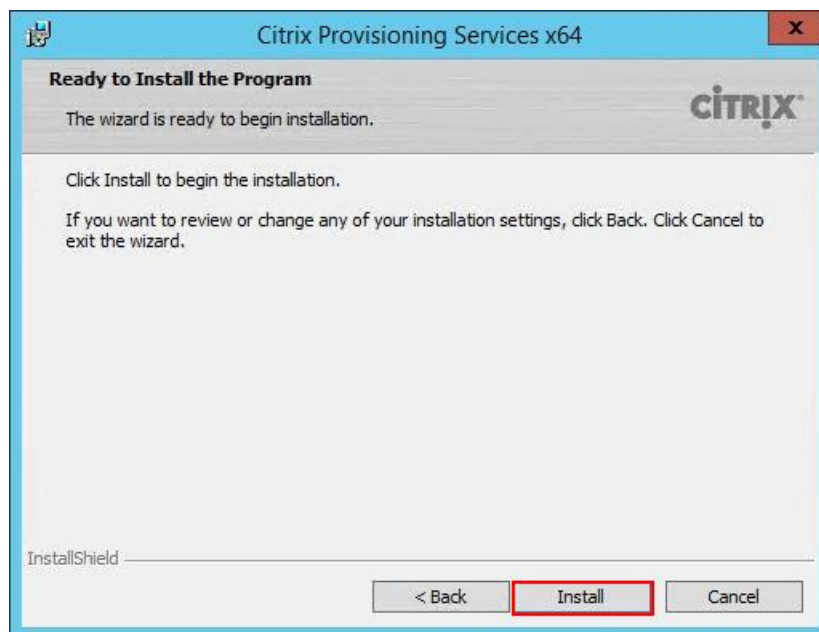 Citrix Provisioning Services x64
x
Ready to Install the Program
The wizard is ready to begin installation.
CITRIX
Click Install to begin the installation.
If you want to review or change any of your installation settings, click Back. Click Cancel to
exit the wizard.
InstallShield
< Back
Install
Cancel